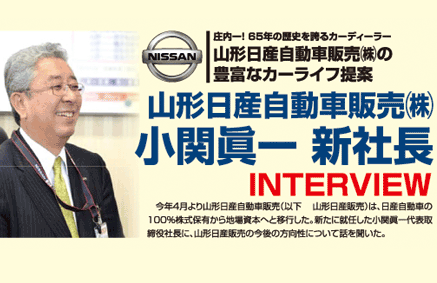 NISSAN
庄内一！65年の歴史を誇るカーディーラー
山形日産自動車販売㈱の
豊富なカーライフ提案
山形日産自動車販売㈱
小関眞一 新社長
INTERVIEW
今年4月より山形日産自動車販売（以下　山形日産販売）は、日産自動車の
100％株式保有から地場資本へと移行した。新たに就任した小関眞一代表取
締役社長に、山形日産販売の今後の方向性について話を聞いた。